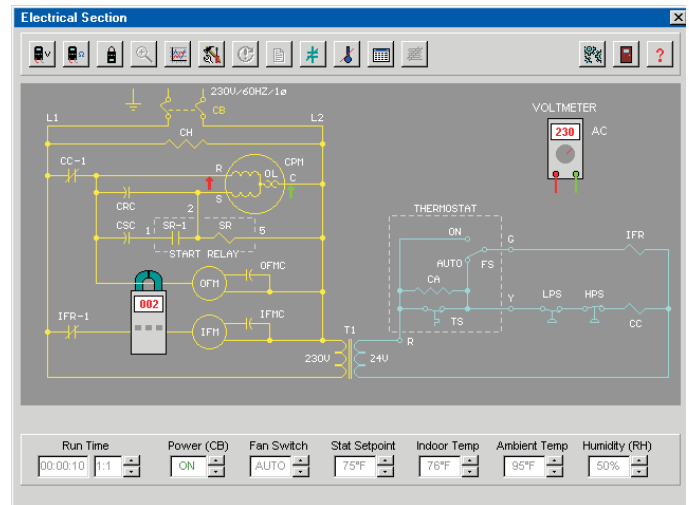 Electrical Section
V
Ω
?
230V/60HZ/1ø
L1
CB
L2
VOLTMETER
230 AC
CH
CC-1
R
OL
CPM
C
S
CRC
2
THERMOSTAT
CSC
1
SR-1
SR
5
START RELAY
ON
G
IFR
AUTO
FS
OFM
OFMC
CA
002
Y
LPS
HPS
TS
CC
IFR-1
IFM
IFMC
T1
R
230V
24V
Run Time
Power (CB)
Fan Switch
Stat Setpoint
Indoor Temp
Ambient Temp
Humidity (RH)
00:00:10
1:1
ON
AUTO
75°F
76°F
95°F
50%